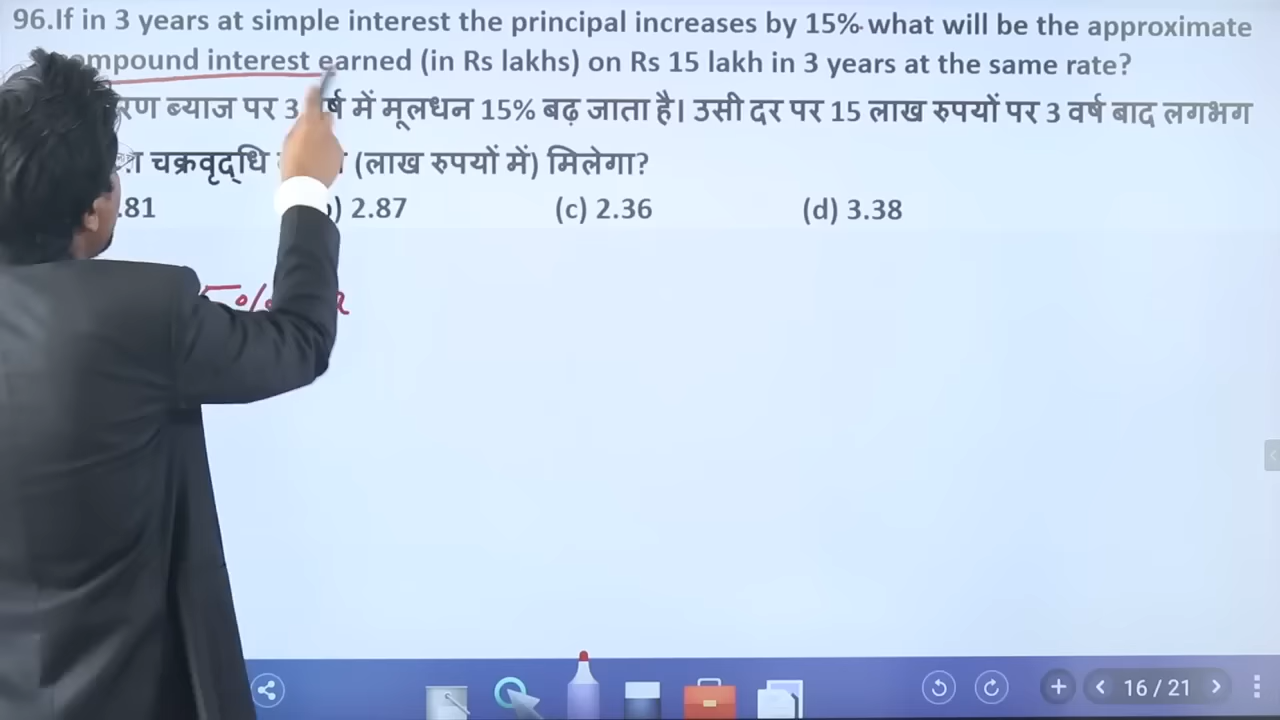 96.If in 3 years at simple interest the principal increases by 15% what will be the approximate
interest earned (in Rs lakhs) on Rs 15 lakh in 3 years at the same rate?
ब्याज पर 3 में मूलधन 15% बढ़ जाता है। उसी दर पर 15 लाख रुपयों पर 3 वर्ष बाद लगभग
चक्रवृद्धि (लाख रुपयों में) मिलेगा?
.81 ) 2.87 (c) 2.36 (d) 3.38
16 / 21